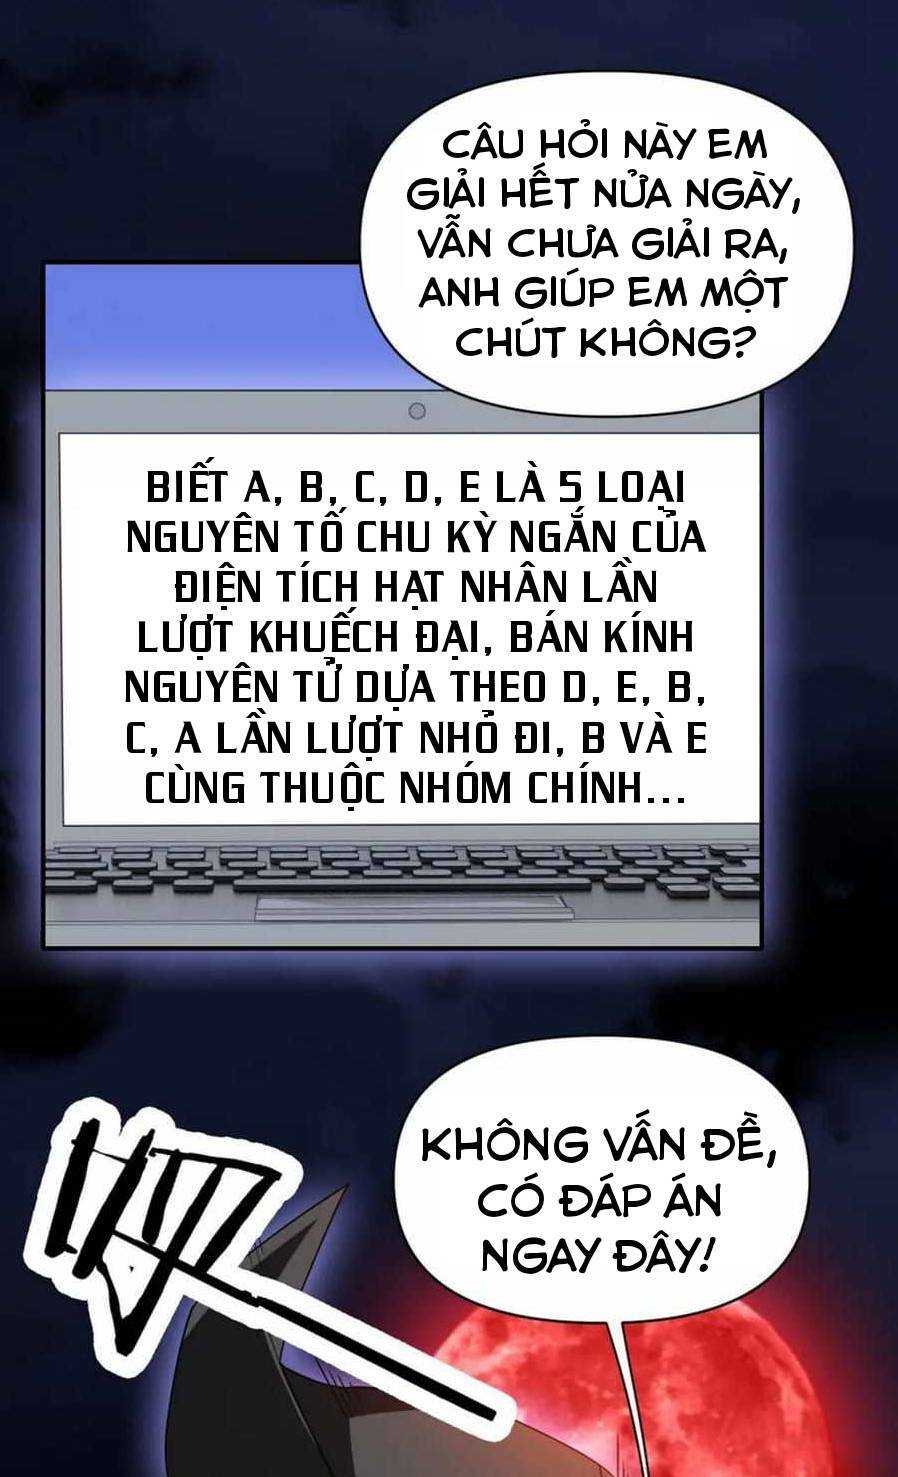 CÂU HỎI NÀY EM
GIẢI HẾT NỬA NGÀY,
VẪN CHƯA GIẢI RA,
ANH GIÚP EM MỘT
CHÚT KHÔNG?
BIẾT A, B, C, D, E LÀ 5 LOẠI
NGUYÊN TỐ CHU KỲ NGẮN CỦA
ĐIỆN TÍCH HẠT NHÂN LẦN
LƯỢT KHUẾCH ĐẠI, BÁN KÍNH
NGUYÊN TỬ DỰA THEO D, E, B,
C, A LẦN LƯỢT NHỎ ĐI, B VÀ E
CÙNG THUỘC NHÓM CHÍNH...
KHÔNG VẤN ĐỀ,
CÓ ĐÁP ÁN
NGAY ĐÂY!